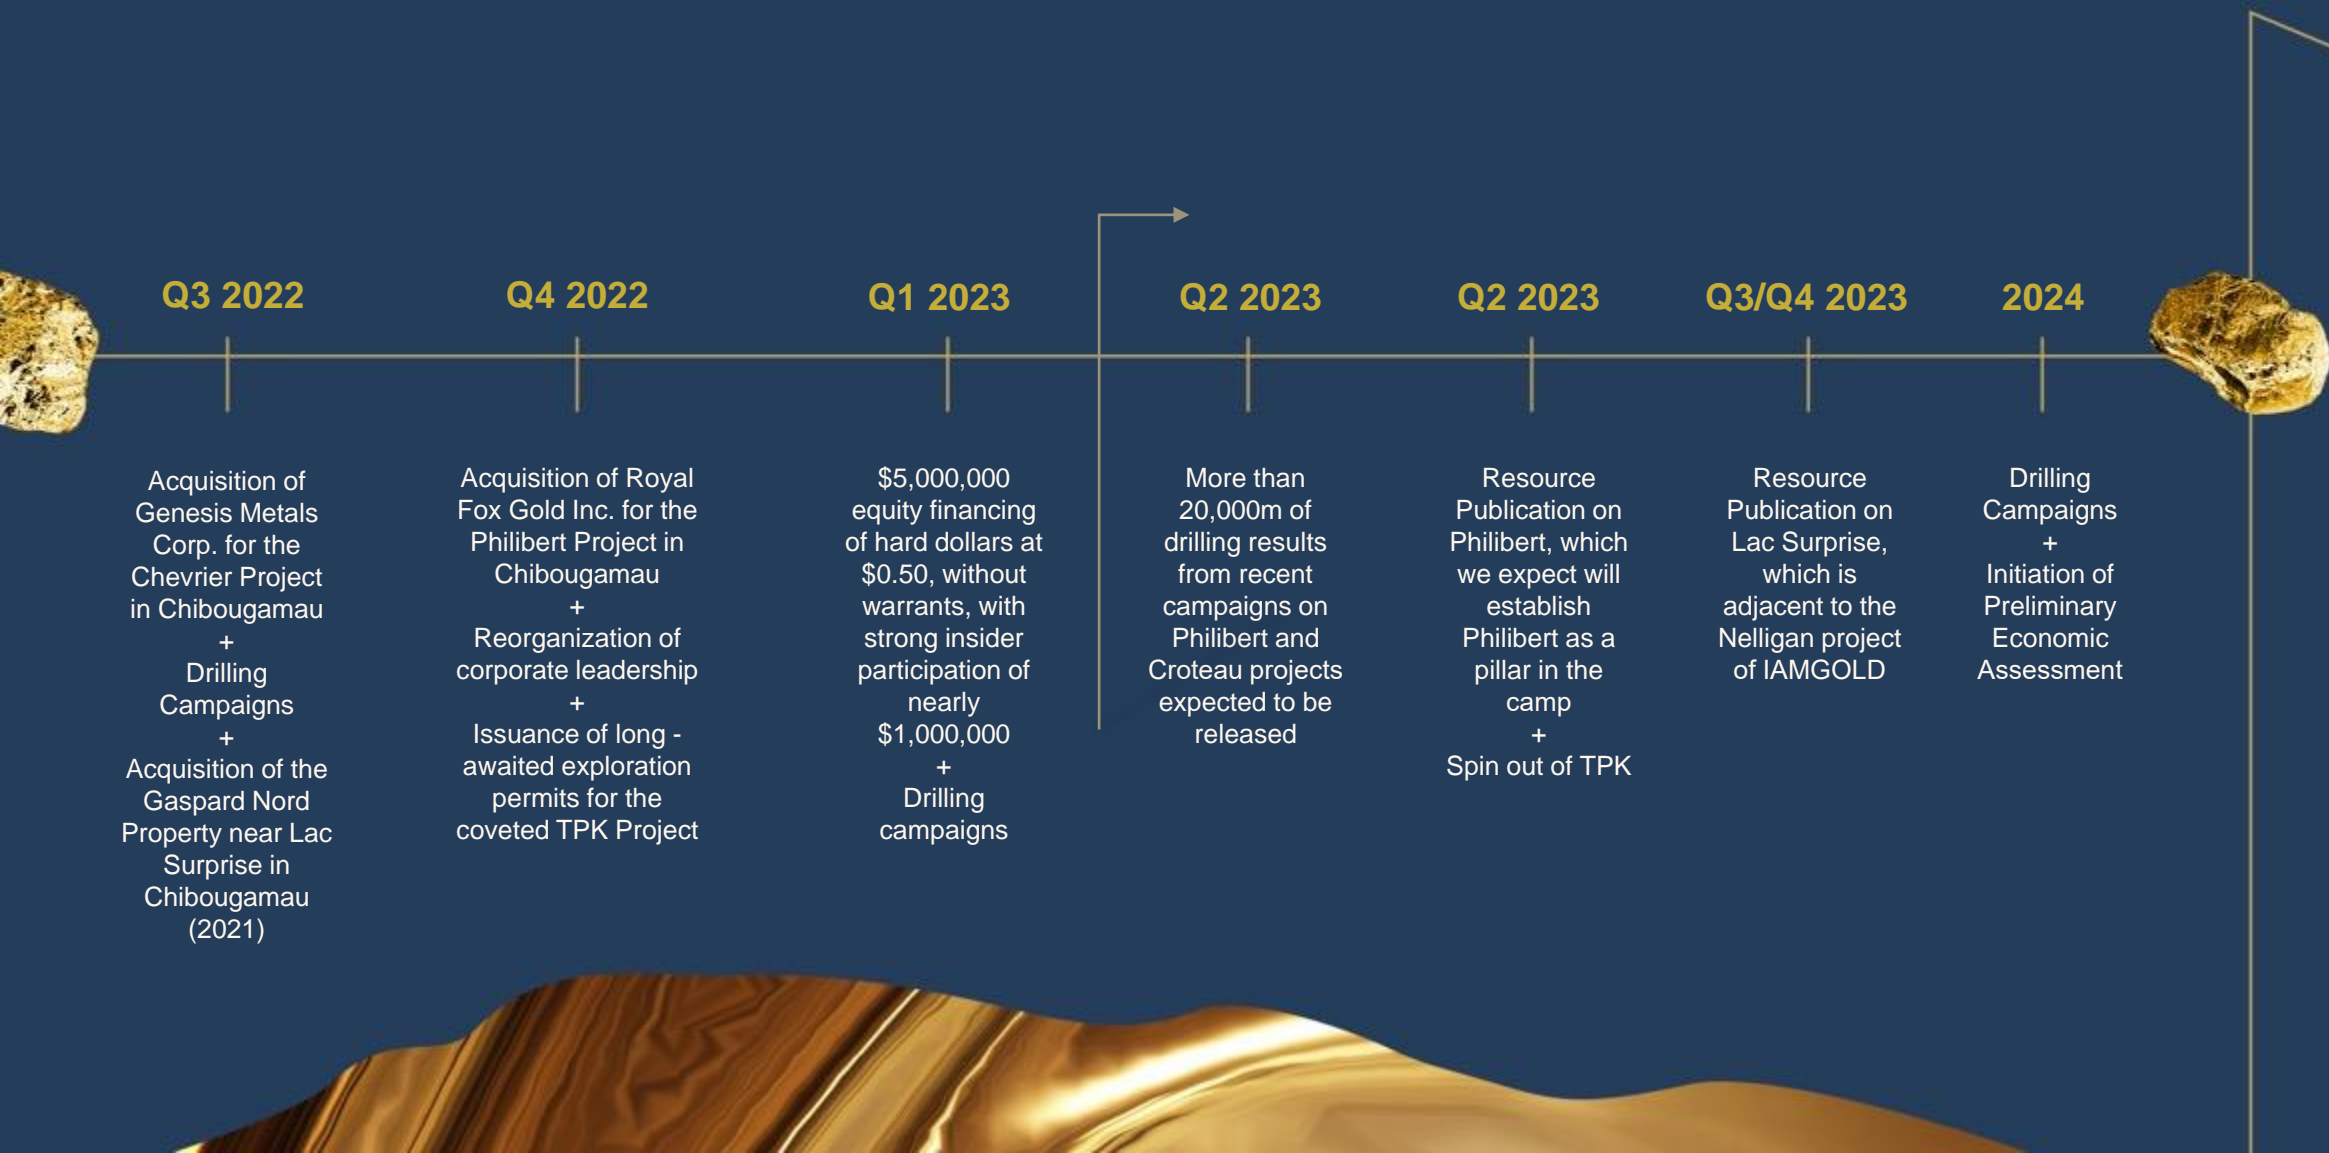 Q3 2022
Acquisition of
Genesis Metals
Corp. for the
Chevrier Project
in Chibougamau
+
Drilling
Campaigns
+
Acquisition of the
Gaspard Nord
Property near Lac
Surprise in
Chibougamau
(2021)
Q4 2022
Acquisition of Royal
Fox Gold Inc. for the
Philibert Project in
Chibougamau
+
Reorganization of
corporate leadership
+
Issuance of long -
awaited exploration
permits for the
coveted TPK Project
Q1 2023
$5,000,000
equity financing
of hard dollars at
$0.50, without
warrants, with
strong insider
participation of
nearly
$1,000,000
+
Drilling
campaigns
Q2 2023
More than
20,000m of
drilling results
from recent
campaigns on
Philibert and
Croteau projects
expected to be
released
Q2 2023
Resource
Publication on
Philibert, which
we expect will
establish
Philibert as a
pillar in the
camp
+
Spin out of TPK
Q3/Q4 2023
Resource
Publication on
Lac Surprise,
which is
adjacent to the
Nelligan project
of IAMGOLD
2024
Drilling
Campaigns
+
Initiation of
Preliminary
Economic
Assessment